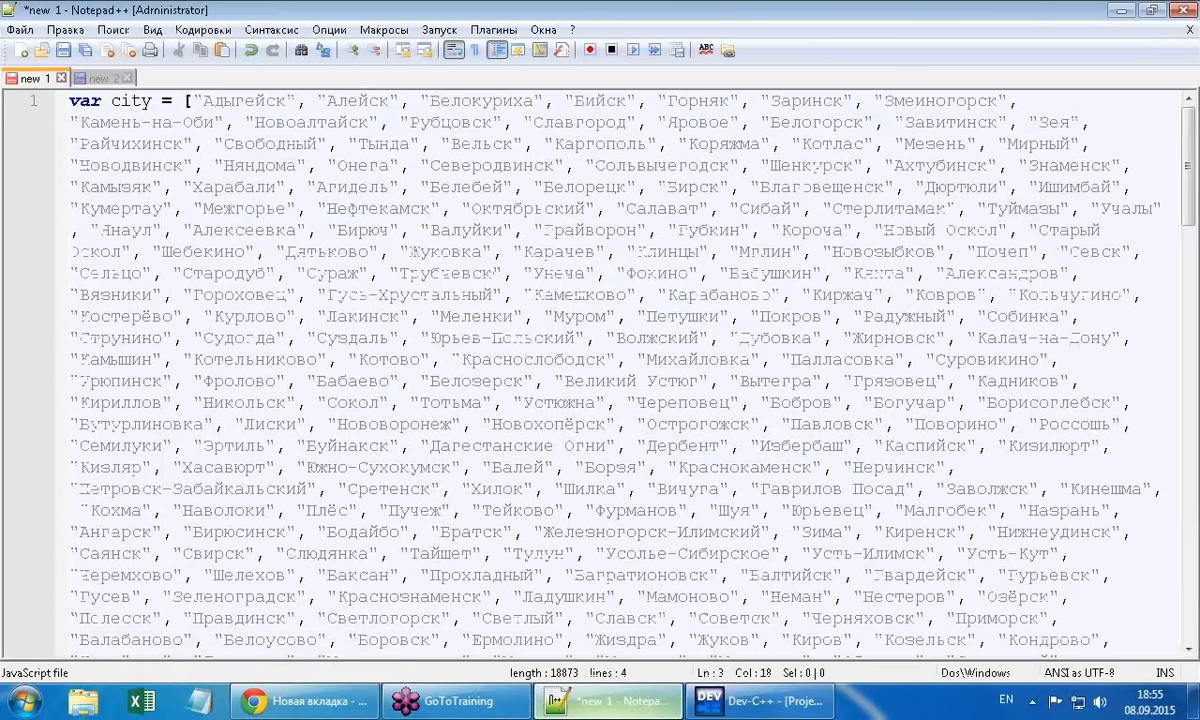 *new 1 - Notepad++ [Adrninistrator]
Файл Правка Поиск Вид Кодировки Синтаксис Опции Макросы Запуск Плагины Окна ? X
new 1 new 2
1 var city = ["Адыгейск", "Алейск", "Белокуриха", "Бийск", "Горняк", "Заринск", "Змеиногорск",
"Камень-на-Оби", "Новоалтайск", "Рубцовск", "Славгород", "Яровое", "Белогорск", "Завитинск", "Зея",
"Райчихинск", "Свободный", "Тында", "Вельск", "Каргополь", "Коряжма", "Котлас", "Мезень", "Мирный",
"Новодвинск", "Няндома", "Онега", "Северодвинск", "Сольвычегодск", "Шенкурск", "Ахтубинск", "Знаменск",
"Камызяк", "Харабали", "Агидель", "Белебей", "Белорецк", "Бирск", "Благовещенск", "Дюртюли", "Ишимбай",
"Кумертау", "Межгорье", "Нефтекамск", "Октябрьский", "Салават", "Сибай", "Стерлитамак", "Туймазы", "Учалы"
, "Янаул", "Алексеевка", "Бирюч", "Валуйки", "Грайворон", "Губкин", "Короча", "Новый Оскол", "Старый
Оскол", "Шебекино", "Дятьково", "Жуковка", "Карачев", "Клинцы", "Мглин", "Новозыбков", "Почеп", "Севск",
"Сельцо", "Стародуб", "Сураж", "Трубчевск", "Унеча", "Фокино", "Бабушкин", "Кяхта", "Александров",
"Вязники", "Гороховец", "Гусь-Хрустальный", "Камешково", "Карабаново", "Киржач", "Ковров", "Кольчугино",
"Костерёво", "Курлово", "Лакинск", "Меленки", "Муром", "Петушки", "Покров", "Радужный", "Собинка",
"Струнино", "Судогда", "Суздаль", "Юрьев-Польский", "Волжский", "Дубовка", "Жирновск", "Калач-на-Дону",
"Камышин", "Котельниково", "Котово", "Краснослободск", "Михайловка", "Палласовка", "Суровикино",
"Урюпинск", "Фролово", "Бабаево", "Белозерск", "Великий Устюг", "Вытегра", "Грязовец", "Кадников",
"Кириллов", "Никольск", "Сокол", "Тотьма", "Устюжна", "Череповец", "Бобров", "Богучар", "Борисоглебск",
"Бутурлиновка", "Лиски", "Нововоронеж", "Новохопёрск", "Острогожск", "Павловск", "Поворино", "Россошь",
"Семилуки", "Эртиль", "Буйнакск", "Дагестанские Огни", "Дербент", "Избербаш", "Каспийск", "Кизилюрт",
"Кизляр", "Хасавюрт", "Южно-Сухокумск", "Балей", "Борзя", "Краснокаменск", "Нерчинск",
"Петровск-Забайкальский", "Сретенск", "Хилок", "Шилка", "Вичуга", "Гаврилов Посад", "Заволжск", "Кинешма"
, "Кохма", "Наволоки", "Плёс", "Пучеж", "Тейково", "Фурманов", "Шуя", "Юрьевец", "Малгобек", "Назрань",
"Ангарск", "Бирюсинск", "Бодайбо", "Братск", "Железногорск-Илимский", "Зима", "Киренск", "Нижнеудинск",
"Саянск", "Свирск", "Слюдянка", "Тайшет", "Тулун", "Усолье-Сибирское", "Усть-Илимск", "Усть-Кут",
"Черемхово", "Шелехов", "Баксан", "Прохладный", "Багратионовск", "Балтийск", "Гвардейск", "Гурьевск",
"Гусев", "Зеленоградск", "Краснознаменск", "Ладушкин", "Мамоново", "Неман", "Нестеров", "Озёрск",
"Полесск", "Правдинск", "Светлогорск", "Светлый", "Славск", "Советск", "Черняховск", "Приморск",
"Балабаново", "Белоусово", "Боровск", "Ермолино", "Жиздра", "Жуков", "Киров", "Козельск", "Кондрово",
JavaScript file length : 18873 lines : 4 Ln : 3 Col : 18 Sel : 0 | 0 Dos\Windows ANSI as UTF-8 INS
Новая вкладка - ... GoToTraining *new 1 - Notepa... Dev-C++ - [Projec... EN 18:55
08.09.2015